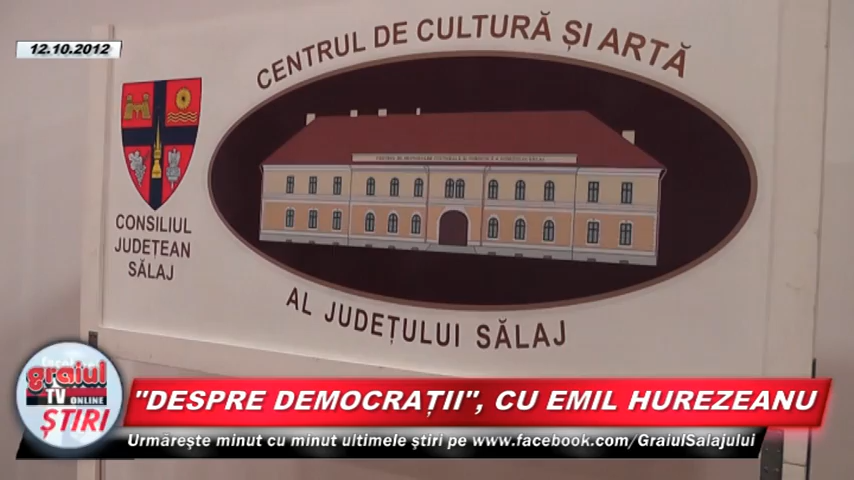 12.10.2012
CENTRUL DE CULTURĂ ȘI ARTĂ
CONSILIUL
JUDEȚEAN
SĂLAJ
AL JUDEȚULUI SĂLAJ
graiul
TV ONLINE
ȘTIRI
"DESPRE DEMOCRAȚII", CU EMIL HUREZEANU
Urmărește minut cu minut ultimele știri pe www.facebook.com/GraiulSalajului